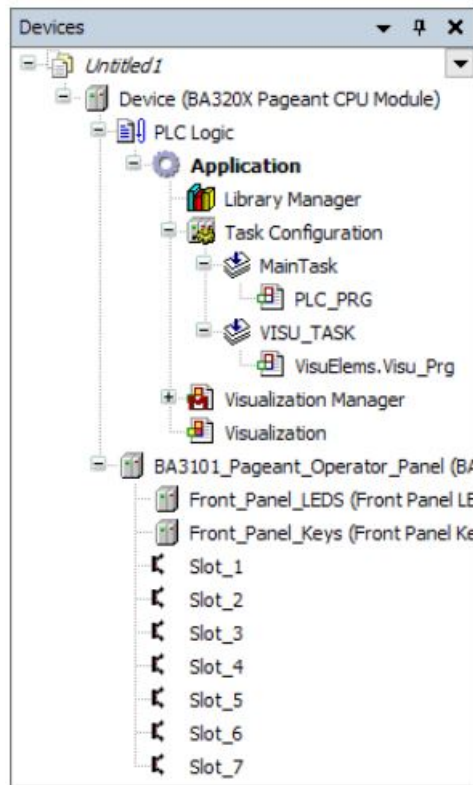 Devices
Untitled1
Device (BA320X Pageant CPU Module)
PLC Logic
Application
Library Manager
Task Configuration
MainTask
PLC_PRG
VISU_TASK
VisuElems.Visu_Prg
Visualization Manager
Visualization
BA3101_Pageant_Operator_Panel (BA
Front_Panel_LEDS (Front Panel LE
Front_Panel_Keys (Front Panel Ke
Slot_1
Slot_2
Slot_3
Slot_4
Slot_5
Slot_6
Slot_7